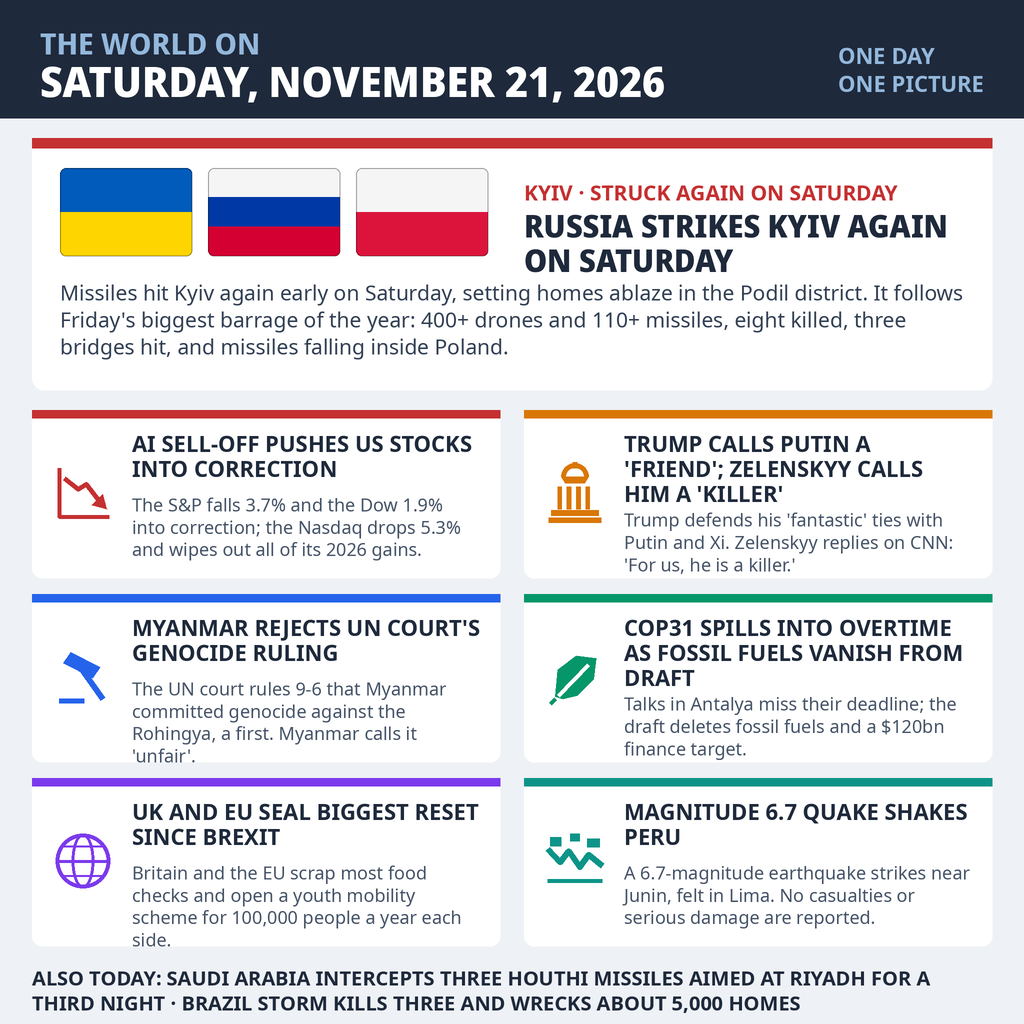 THE WORLD ON
SATURDAY, NOVEMBER 21, 2026
ONE DAY
ONE PICTURE
KYIV · STRUCK AGAIN ON SATURDAY
RUSSIA STRIKES KYIV AGAIN
ON SATURDAY
Missiles hit Kyiv again early on Saturday, setting homes ablaze in the Podil district. It follows
Friday's biggest barrage of the year: 400+ drones and 110+ missiles, eight killed, three
bridges hit, and missiles falling inside Poland.
AI SELL-OFF PUSHES US STOCKS
INTO CORRECTION
The S&P falls 3.7% and the Dow 1.9%
into correction; the Nasdaq drops 5.3%
and wipes out all of its 2026 gains.
TRUMP CALLS PUTIN A
'FRIEND'; ZELENSKYY CALLS
HIM A 'KILLER'
Trump defends his 'fantastic' ties with
Putin and Xi. Zelenskyy replies on CNN:
'For us, he is a killer.'
MYANMAR REJECTS UN COURT'S
GENOCIDE RULING
The UN court rules 9-6 that Myanmar
committed genocide against the
Rohingya, a first. Myanmar calls it
'unfair'.
COP31 SPILLS INTO OVERTIME
AS FOSSIL FUELS VANISH FROM
DRAFT
Talks in Antalya miss their deadline; the
draft deletes fossil fuels and a $120bn
finance target.
UK AND EU SEAL BIGGEST RESET
SINCE BREXIT
Britain and the EU scrap most food
checks and open a youth mobility
scheme for 100,000 people a year each
side.
MAGNITUDE 6.7 QUAKE SHAKES
PERU
A 6.7-magnitude earthquake strikes near
Junin, felt in Lima. No casualties or
serious damage are reported.
ALSO TODAY: SAUDI ARABIA INTERCEPTS THREE HOUTHI MISSILES AIMED AT RIYADH FOR A
THIRD NIGHT · BRAZIL STORM KILLS THREE AND WRECKS ABOUT 5,000 HOMES